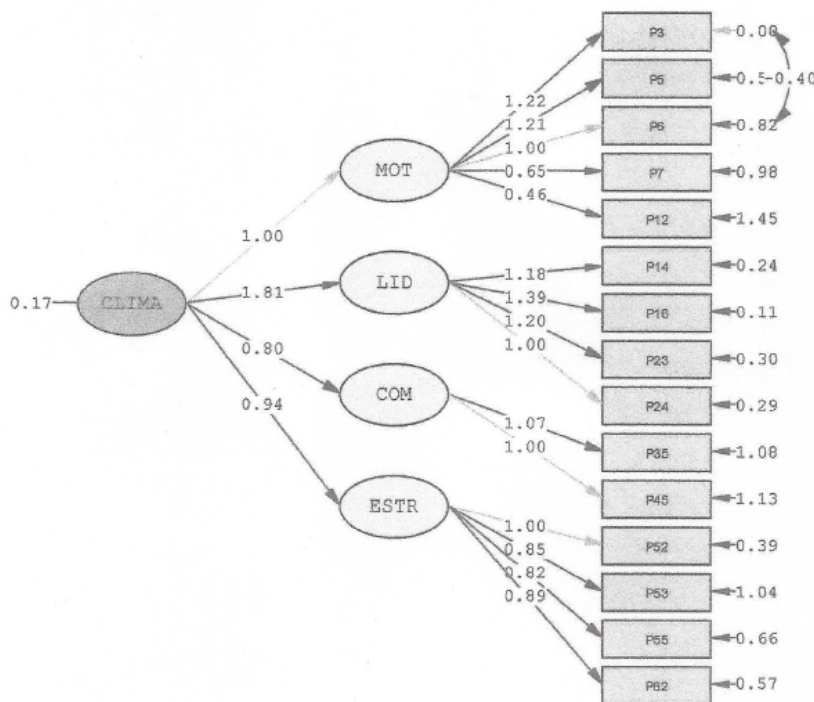 P3 0.00
P5 0.5 -0.40
1.22
1.21 P6 0.82
1.00
MOT 0.65 P7 0.98
0.46
P12 1.45
1.00
P14 0.24
LID 1.18
0.17 CLIMA 1.81 1.39 P16 0.11
1.20
1.00 P23 0.30
0.80
COM P24 0.29
0.94
1.07 P35 1.08
1.00
P45 1.13
ESTR 1.00
0.85 P52 0.39
0.82
0.89 P53 1.04
P55 0.66
P62 0.57